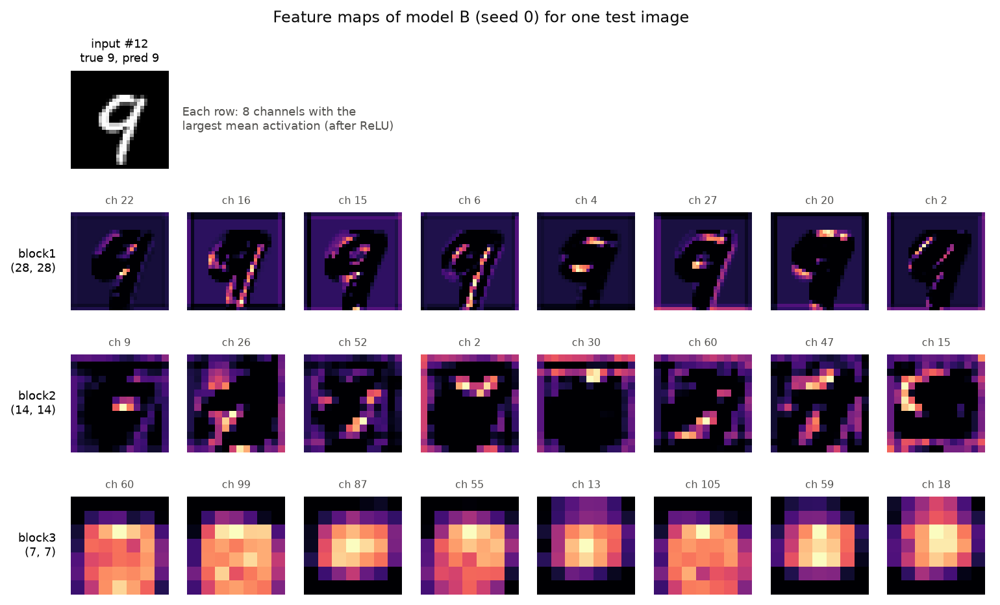 Feature maps of model B (seed 0) for one test image
input #12
true 9, pred 9
9
Each row: 8 channels with the
largest mean activation (after ReLU)
ch 22
ch 16
ch 15
ch 6
ch 4
ch 27
ch 20
ch 2
block1
(28, 28)
ch 9
ch 26
ch 52
ch 2
ch 30
ch 60
ch 47
ch 15
block2
(14, 14)
ch 60
ch 99
ch 87
ch 55
ch 13
ch 105
ch 59
ch 18
block3
(7, 7)